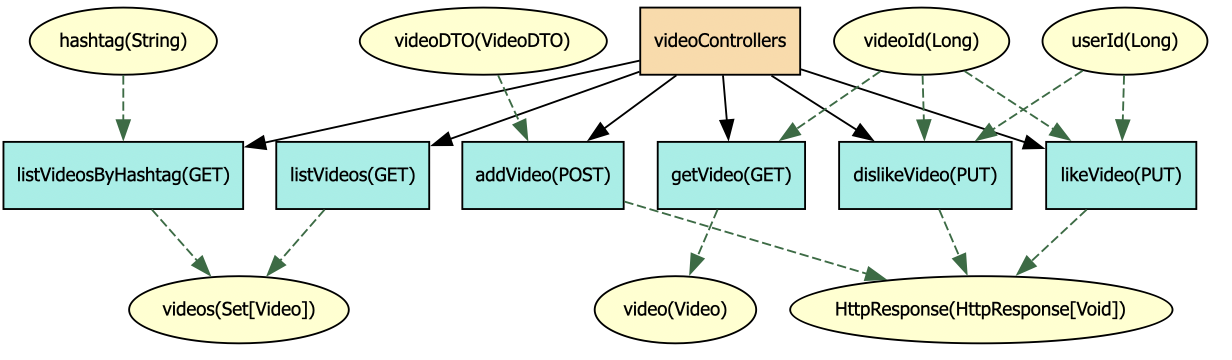 hashtag(String)
videoDTO(VideoDTO)
videoControllers
videoId(Long)
userId(Long)
listVideosByHashtag(GET)
listVideos(GET)
addVideo(POST)
getVideo(GET)
dislikeVideo(PUT)
likeVideo(PUT)
videos(Set[Video])
video(Video)
HttpResponse(HttpResponse[Void])